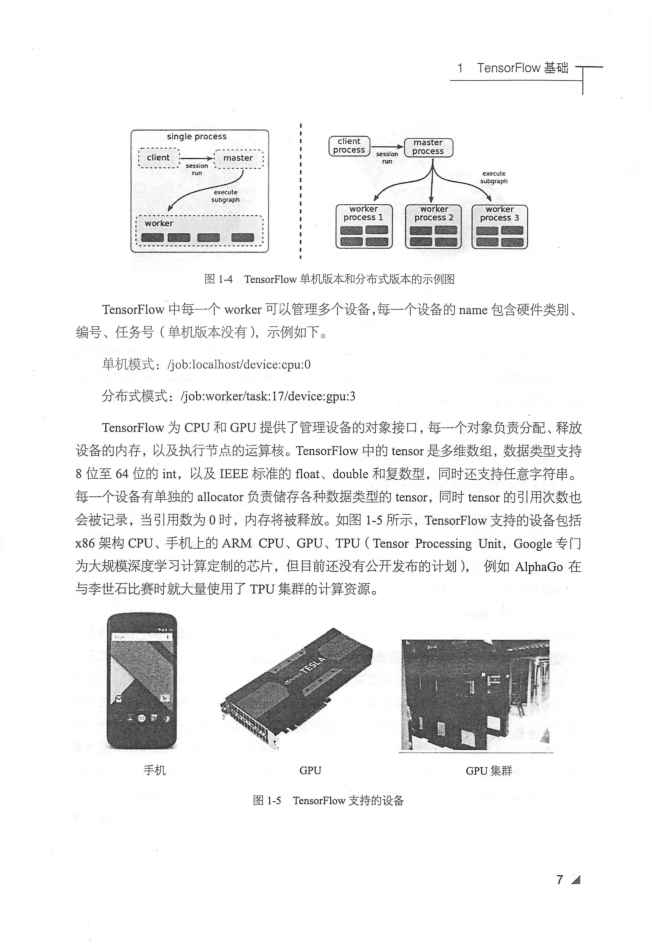 1 TensorFlow 基础
single process
client
session
run
master
execute
subgraph
worker
client
process
session
run
master
process
execute
subgraph
worker
process 1
worker
process 2
worker
process 3
图 1-4 TensorFlow 单机版本和分布式版本的示例图
TensorFlow 中每一个 worker 可以管理多个设备,每一个设备的 name 包含硬件类别、
编号、任务号（单机版本没有），示例如下。
单机模式：/job:localhost/device:cpu:0
分布式模式：/job:worker/task:17/device:gpu:3
TensorFlow 为 CPU 和 GPU 提供了管理设备的对象接口，每一个对象负责分配、释放
设备的内存，以及执行节点的运算核。TensorFlow 中的 tensor 是多维数组，数据类型支持
8 位至 64 位的 int，以及 IEEE 标准的 float、double 和复数型，同时还支持任意字符串。
每一个设备有单独的 allocator 负责储存各种数据类型的 tensor，同时 tensor 的引用次数也
会被记录，当引用数为 0 时，内存将被释放。如图 1-5 所示，TensorFlow 支持的设备包括
x86 架构 CPU、手机上的 ARM CPU、GPU、TPU（Tensor Processing Unit，Google 专门
为大规模深度学习计算定制的芯片，但目前还没有公开发布的计划）， 例如 AlphaGo 在
与李世石比赛时就大量使用了 TPU 集群的计算资源。
TESLA
手机
GPU
GPU 集群
图 1-5 TensorFlow 支持的设备
7